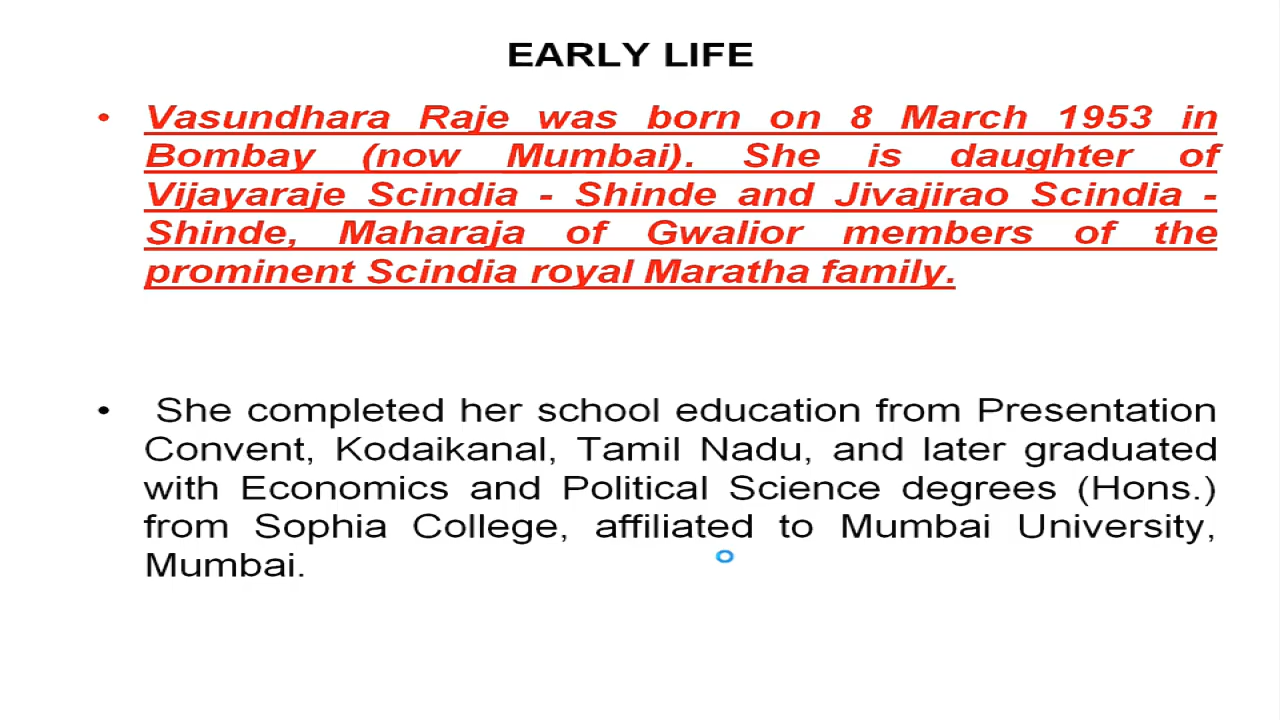 EARLY LIFE
• Vasundhara Raje was born on 8 March 1953 in
Bombay (now Mumbai). She is daughter of
Vijayaraje Scindia - Shinde and Jivajirao Scindia -
Shinde, Maharaja of Gwalior members of the
prominent Scindia royal Maratha family.
• She completed her school education from Presentation
Convent, Kodaikanal, Tamil Nadu, and later graduated
with Economics and Political Science degrees (Hons.)
from Sophia College, affiliated to Mumbai University,
Mumbai.